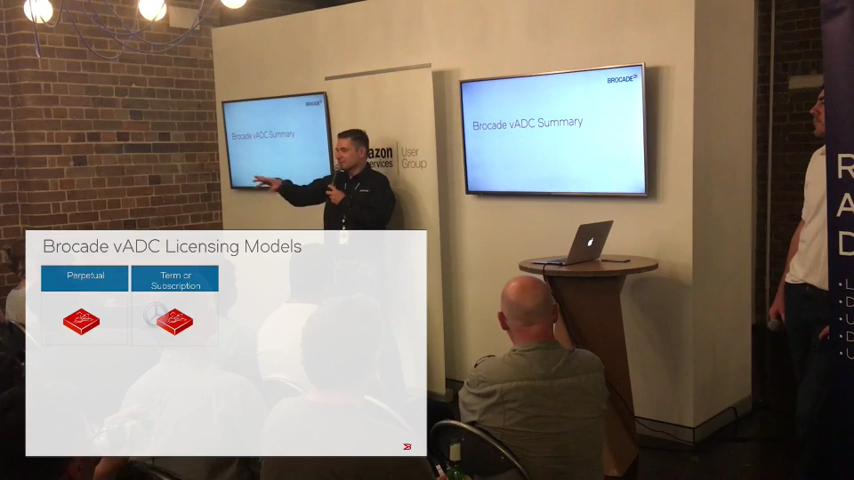 BROCADE
Brocade vADC Summary
BROCADE
Brocade vADC Summary
azon
services
User
Group
R
A
D
Brocade vADC Licensing Models
Perpetual
Term or
Subscription